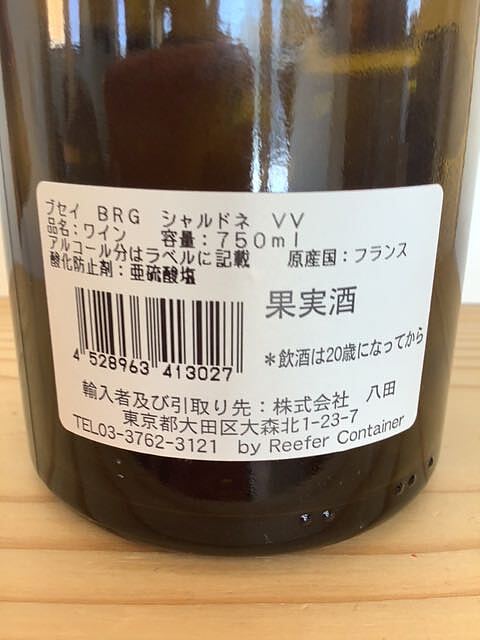 ブセイ BRG シャルドネ VV
品名：ワイン 容量：750ml
アルコール分はラベルに記載 原産国：フランス
酸化防止剤：亜硫酸塩
果実酒
4 528963 413027
＊飲酒は20歳になってから
輸入者及び引取り先：株式会社 八田
東京都大田区大森北1-23-7
TEL03-3762-3121 by Reefer Container